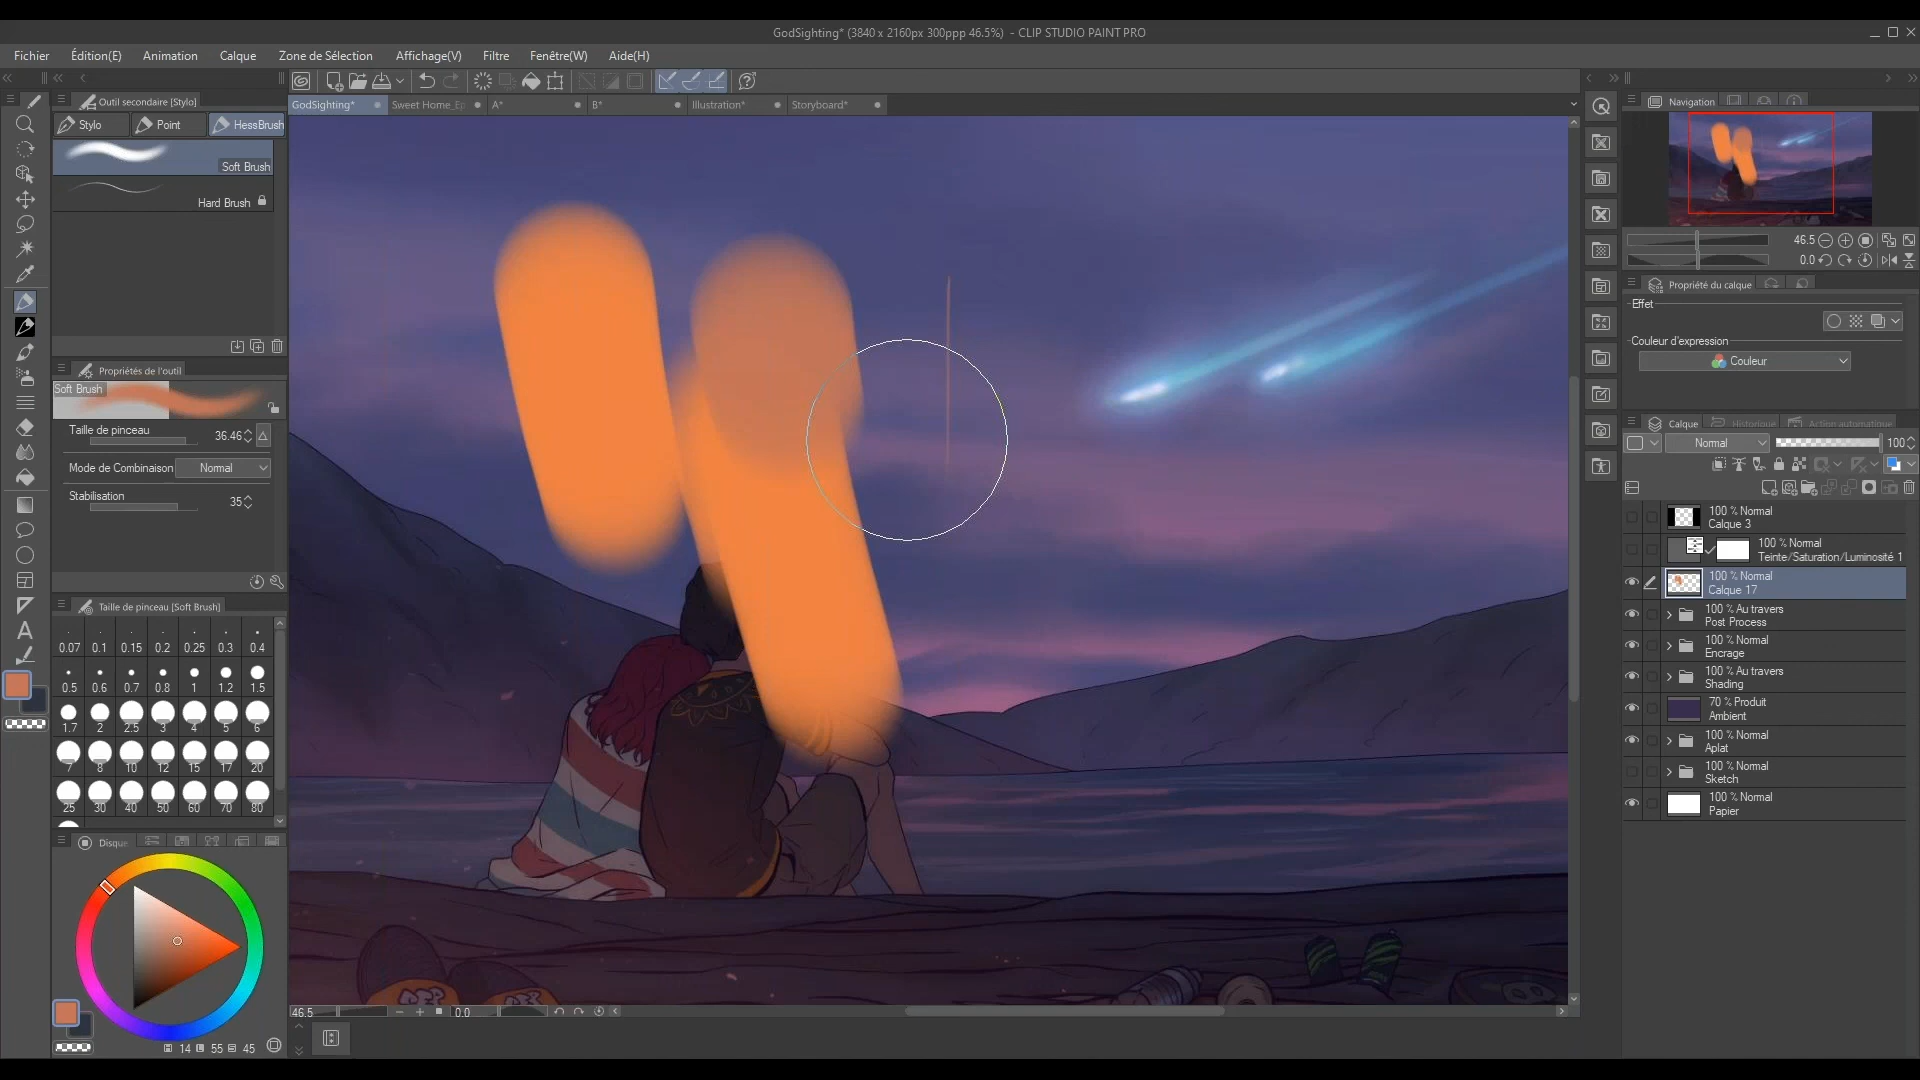 GodSighting* (3840 x 2160px 300ppp 46.5%) - CLIP STUDIO PAINT PRO
Fichier Édition(E) Animation Calque Zone de Sélection Affichage(V) Filtre Fenêtre(W) Aide(H)
Outil secondaire [Stylo]
GodSighting* Sweet Home_Ep A* B* Illustration* Storyboard*
Stylo Point HessBrush
Soft Brush
Hard Brush
Propriétés de l'outil
Soft Brush
Taille de pinceau 36.46
Mode de Combinaison Normal
Stabilisation 35
Taille de pinceau [Soft Brush]
0.07 0.1 0.15 0.2 0.25 0.3 0.4
0.5 0.6 0.7 0.8 1 1.2 1.5
1.7 2 2.5 3 4 5 6
7 8 10 12 15 17 20
25 30 40 50 60 70 80
Disque
14 55 45
46.5 0.0
Navigation
46.5
0.0
Propriété du calque
Effet
Couleur d'expression
Couleur
Calque Historique Action automatique
Normal 100
100 % Normal
Calque 3
100 % Normal
Teinte/Saturation/Luminosité 1
100 % Normal
Calque 17
100 % Au travers
Post Process
100 % Normal
Encrage
100 % Au travers
Shading
70 % Produit
Ambient
100 % Normal
Aplat
100 % Normal
Sketch
100 % Normal
Papier